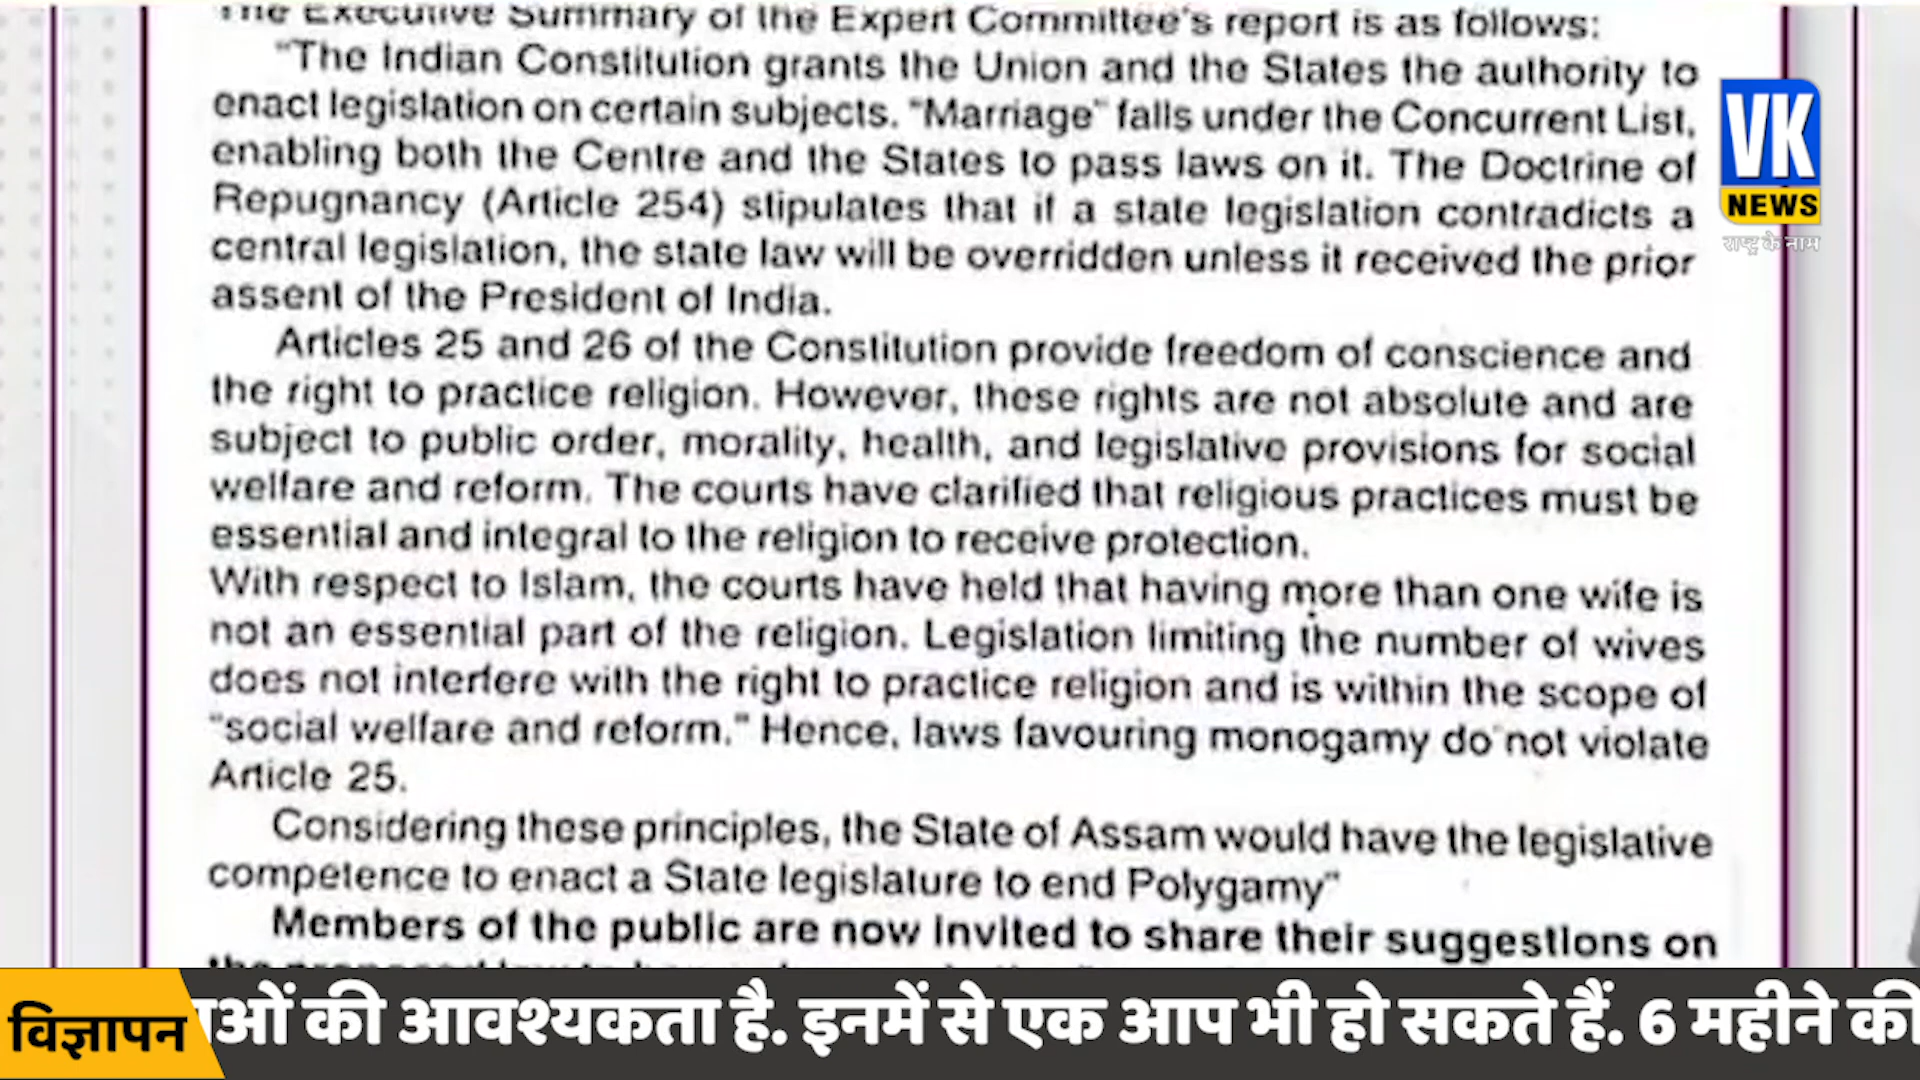 The Executive Summary of the Expert Committee's report is as follows:
"The Indian Constitution grants the Union and the States the authority to
enact legislation on certain subjects. "Marriage" falls under the Concurrent List,
enabling both the Centre and the States to pass laws on it. The Doctrine of
Repugnancy (Article 254) stipulates that if a state legislation contradicts a
central legislation, the state law will be overridden unless it received the prior
assent of the President of India.
Articles 25 and 26 of the Constitution provide freedom of conscience and
the right to practice religion. However, these rights are not absolute and are
subject to public order, morality, health, and legislative provisions for social
welfare and reform. The courts have clarified that religious practices must be
essential and integral to the religion to receive protection.
With respect to Islam, the courts have held that having more than one wife is
not an essential part of the religion. Legislation limiting the number of wives
does not interfere with the right to practice religion and is within the scope of
"social welfare and reform." Hence, laws favouring monogamy do not violate
Article 25.
Considering these principles, the State of Assam would have the legislative
competence to enact a State legislature to end Polygamy"
Members of the public are now invited to share their suggestions on
VK
NEWS
राष्ट्र के नाम
विज्ञापन
ओं की आवश्यकता है. इनमें से एक आप भी हो सकते हैं. 6 महीने की